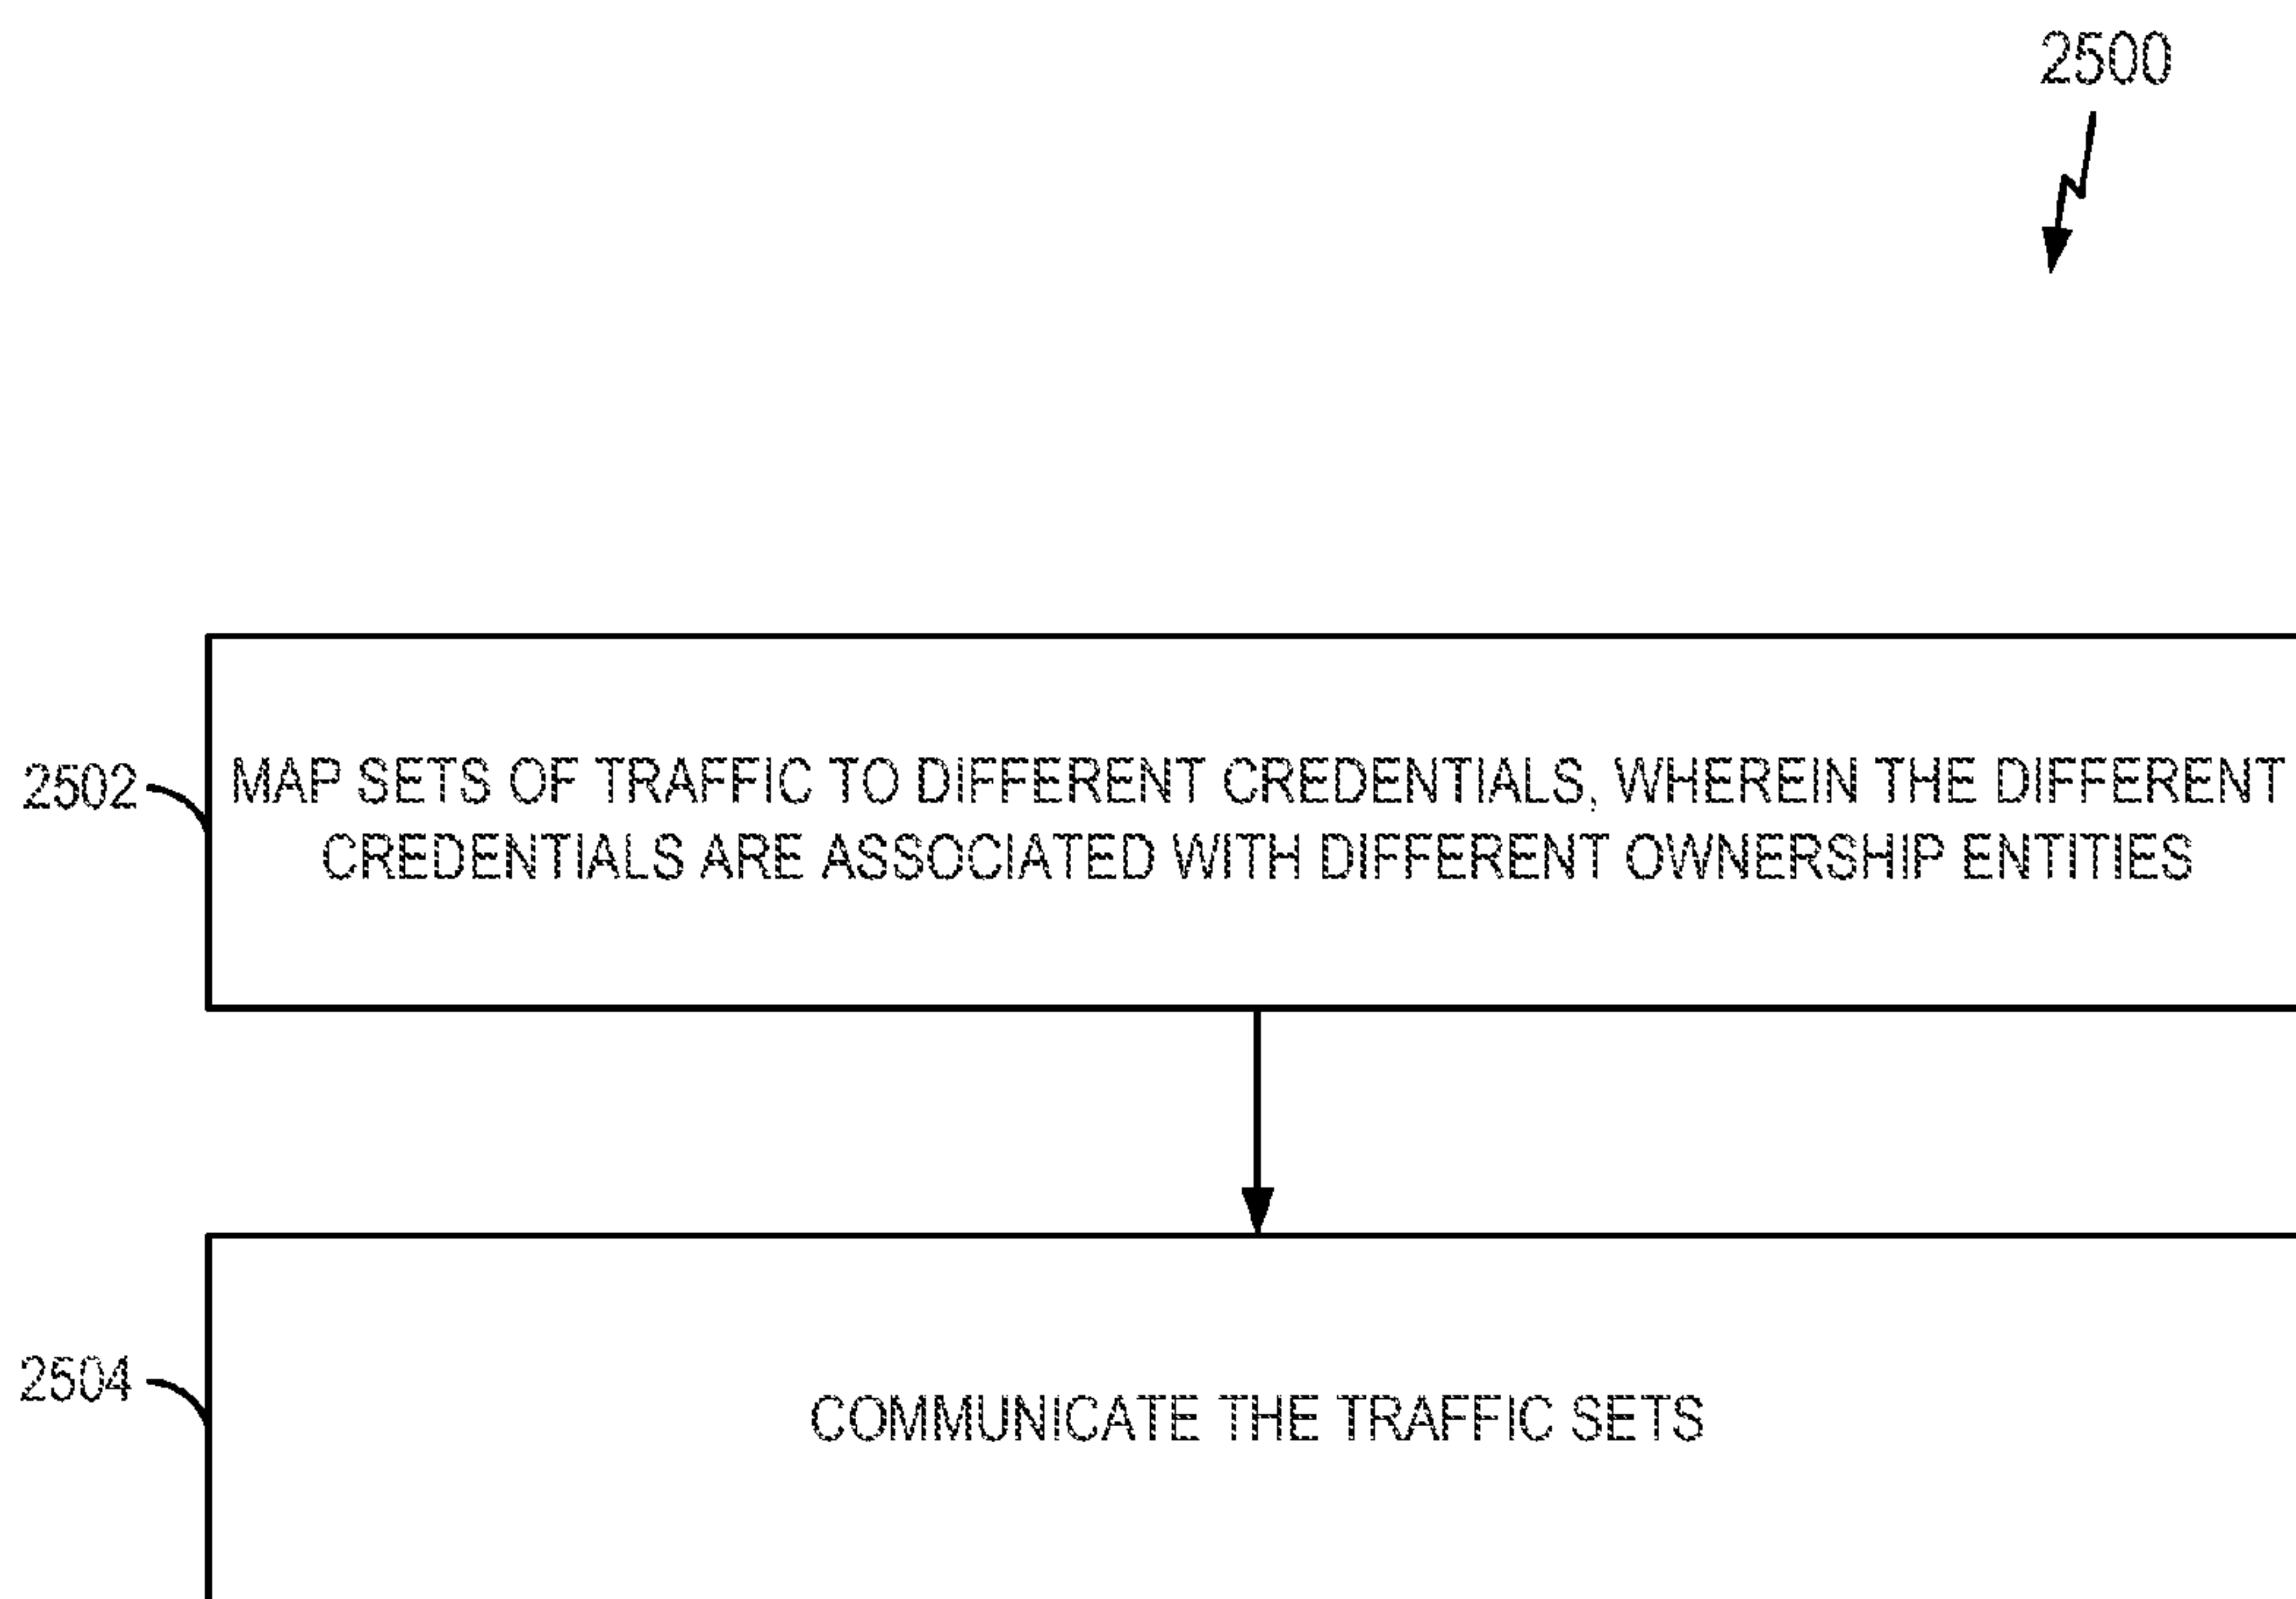 2500
2502
MAP SETS OF TRAFFIC TO DIFFERENT CREDENTIALS, WHEREIN THE DIFFERENT
CREDENTIALS ARE ASSOCIATED WITH DIFFERENT OWNERSHIP ENTITIES
2504
COMMUNICATE THE TRAFFIC SETS